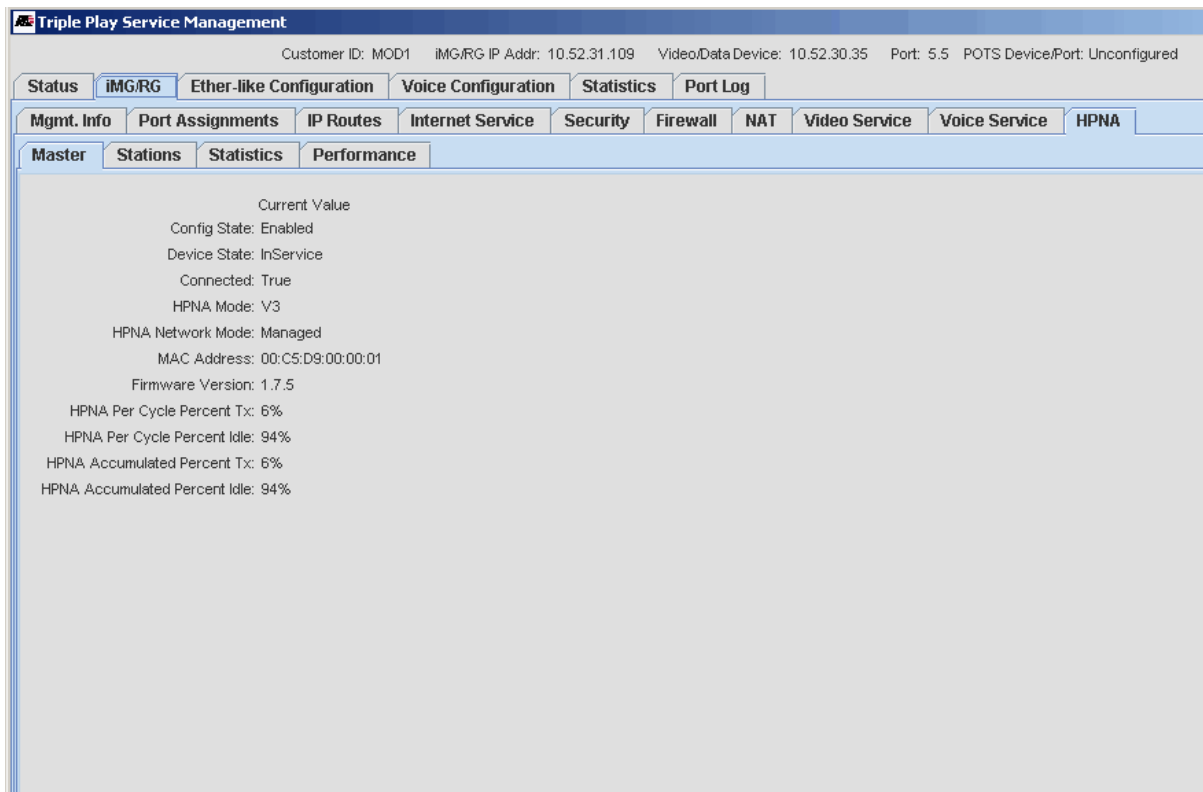 Triple Play Service Management
Customer ID: MOD1 iMG/RG IP Addr: 10.52.31.109 Video/Data Device: 10.52.30.35 Port: 5.5 POTS Device/Port: Unconfigured
Status iMG/RG Ether-like Configuration Voice Configuration Statistics Port Log
Mgmt. Info Port Assignments IP Routes Internet Service Security Firewall NAT Video Service Voice Service HPNA
Master Stations Statistics Performance
Current Value
Config State: Enabled
Device State: InService
Connected: True
HPNA Mode: V3
HPNA Network Mode: Managed
MAC Address: 00:C5:D9:00:00:01
Firmware Version: 1.7.5
HPNA Per Cycle Percent Tx: 6%
HPNA Per Cycle Percent Idle: 94%
HPNA Accumulated Percent Tx: 6%
HPNA Accumulated Percent Idle: 94%